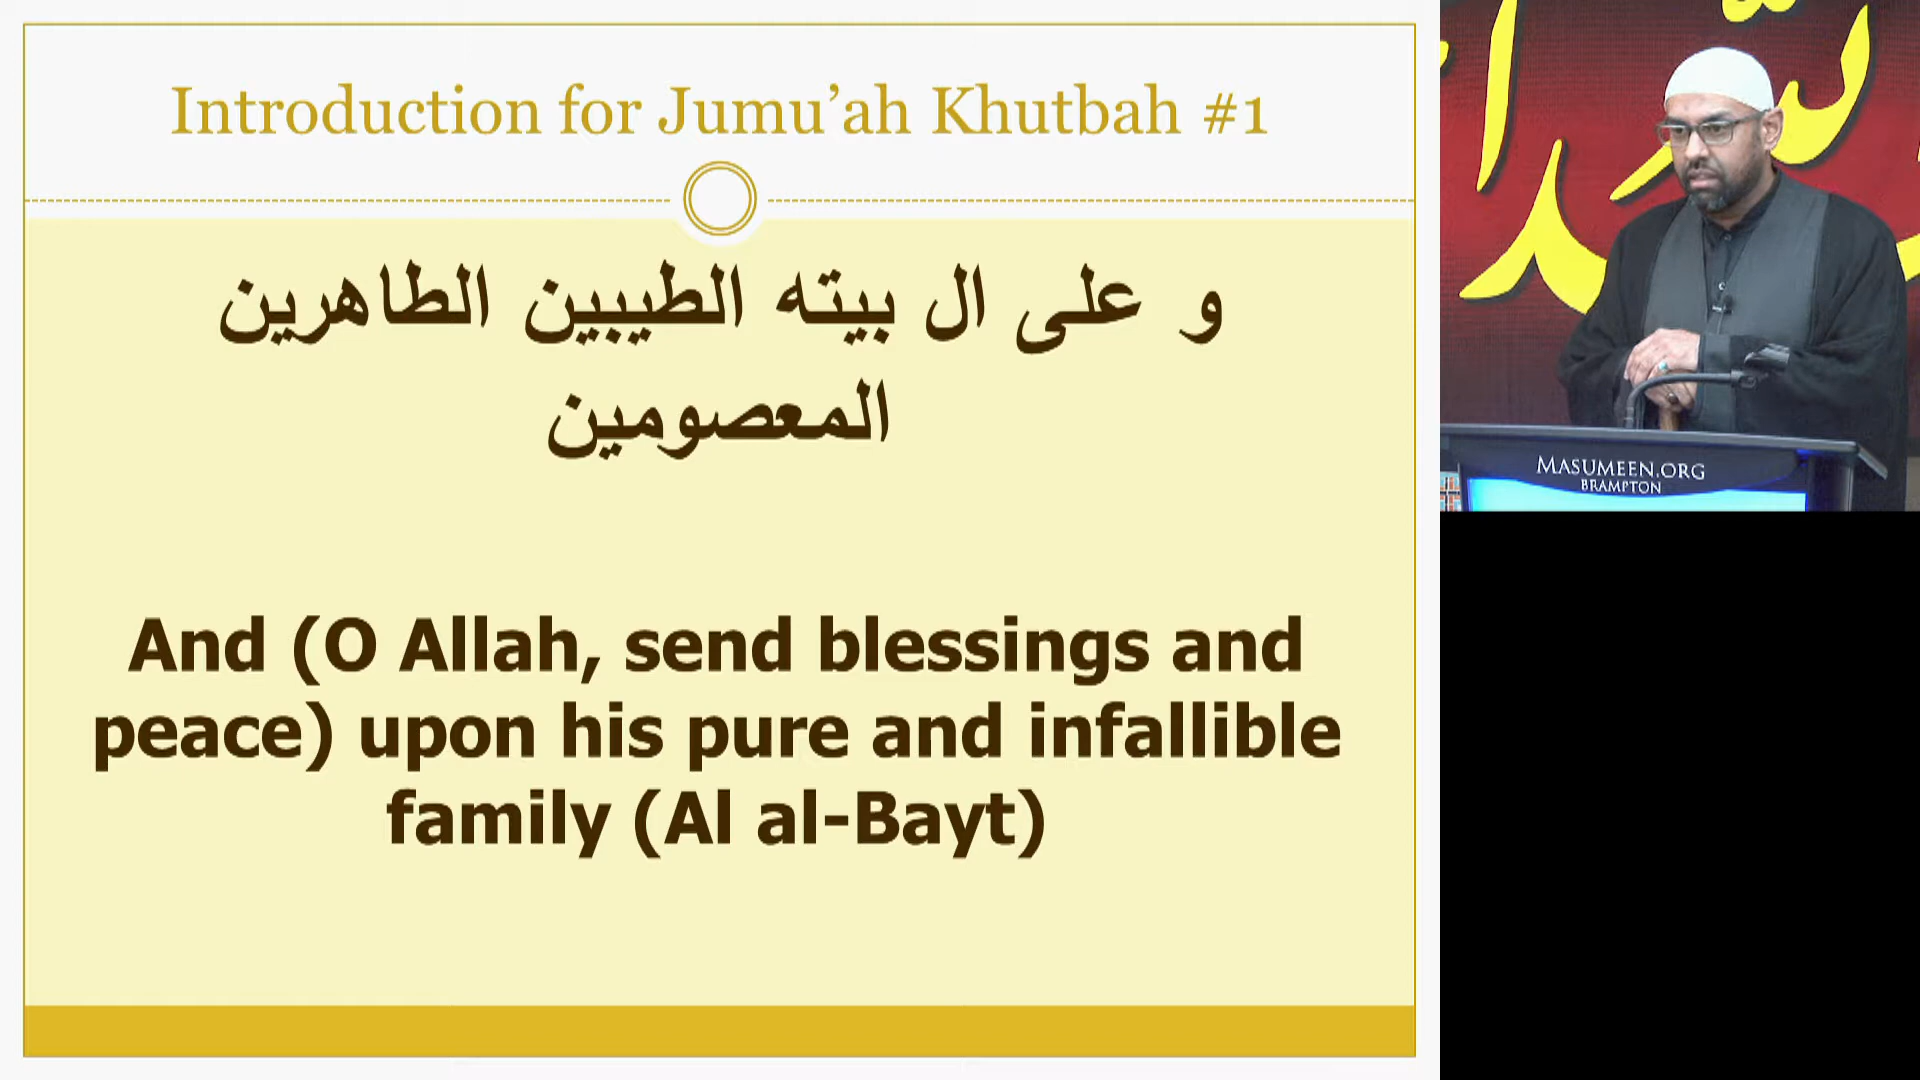 Introduction for Jumu’ah Khutbah #1
و على ال بيته الطيبين الطاهرين
المعصومين
And (O Allah, send blessings and
peace) upon his pure and infallible
family (Al al-Bayt)
MASUMEEN.ORG
BRAMPTON